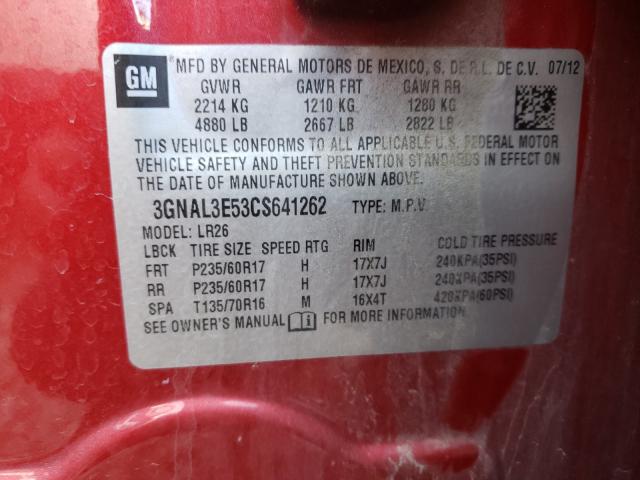 GM MFD BY GENERAL MOTORS DE MEXICO, S. DE R.L. DE C.V. 07/12
GVWR GAWR FRT GAWR RR
2214 KG 1210 KG 1280 KG
4880 LB 2667 LB 2822 LB
THIS VEHICLE CONFORMS TO ALL APPLICABLE U.S. FEDERAL MOTOR
VEHICLE SAFETY AND THEFT PREVENTION STANDARDS IN EFFECT ON
THE DATE OF MANUFACTURE SHOWN ABOVE.
3GNAL3E53CS641262 TYPE: M.P.V.
MODEL: LR26
LBCK TIRE SIZE SPEED RTG RIM COLD TIRE PRESSURE
FRT P235/60R17 H 17X7J 240KPA(35PSI)
RR P235/60R17 H 17X7J 240KPA(35PSI)
SPA T135/70R16 M 16X4T 420KPA(60PSI)
SEE OWNER'S MANUAL FOR MORE INFORMATION